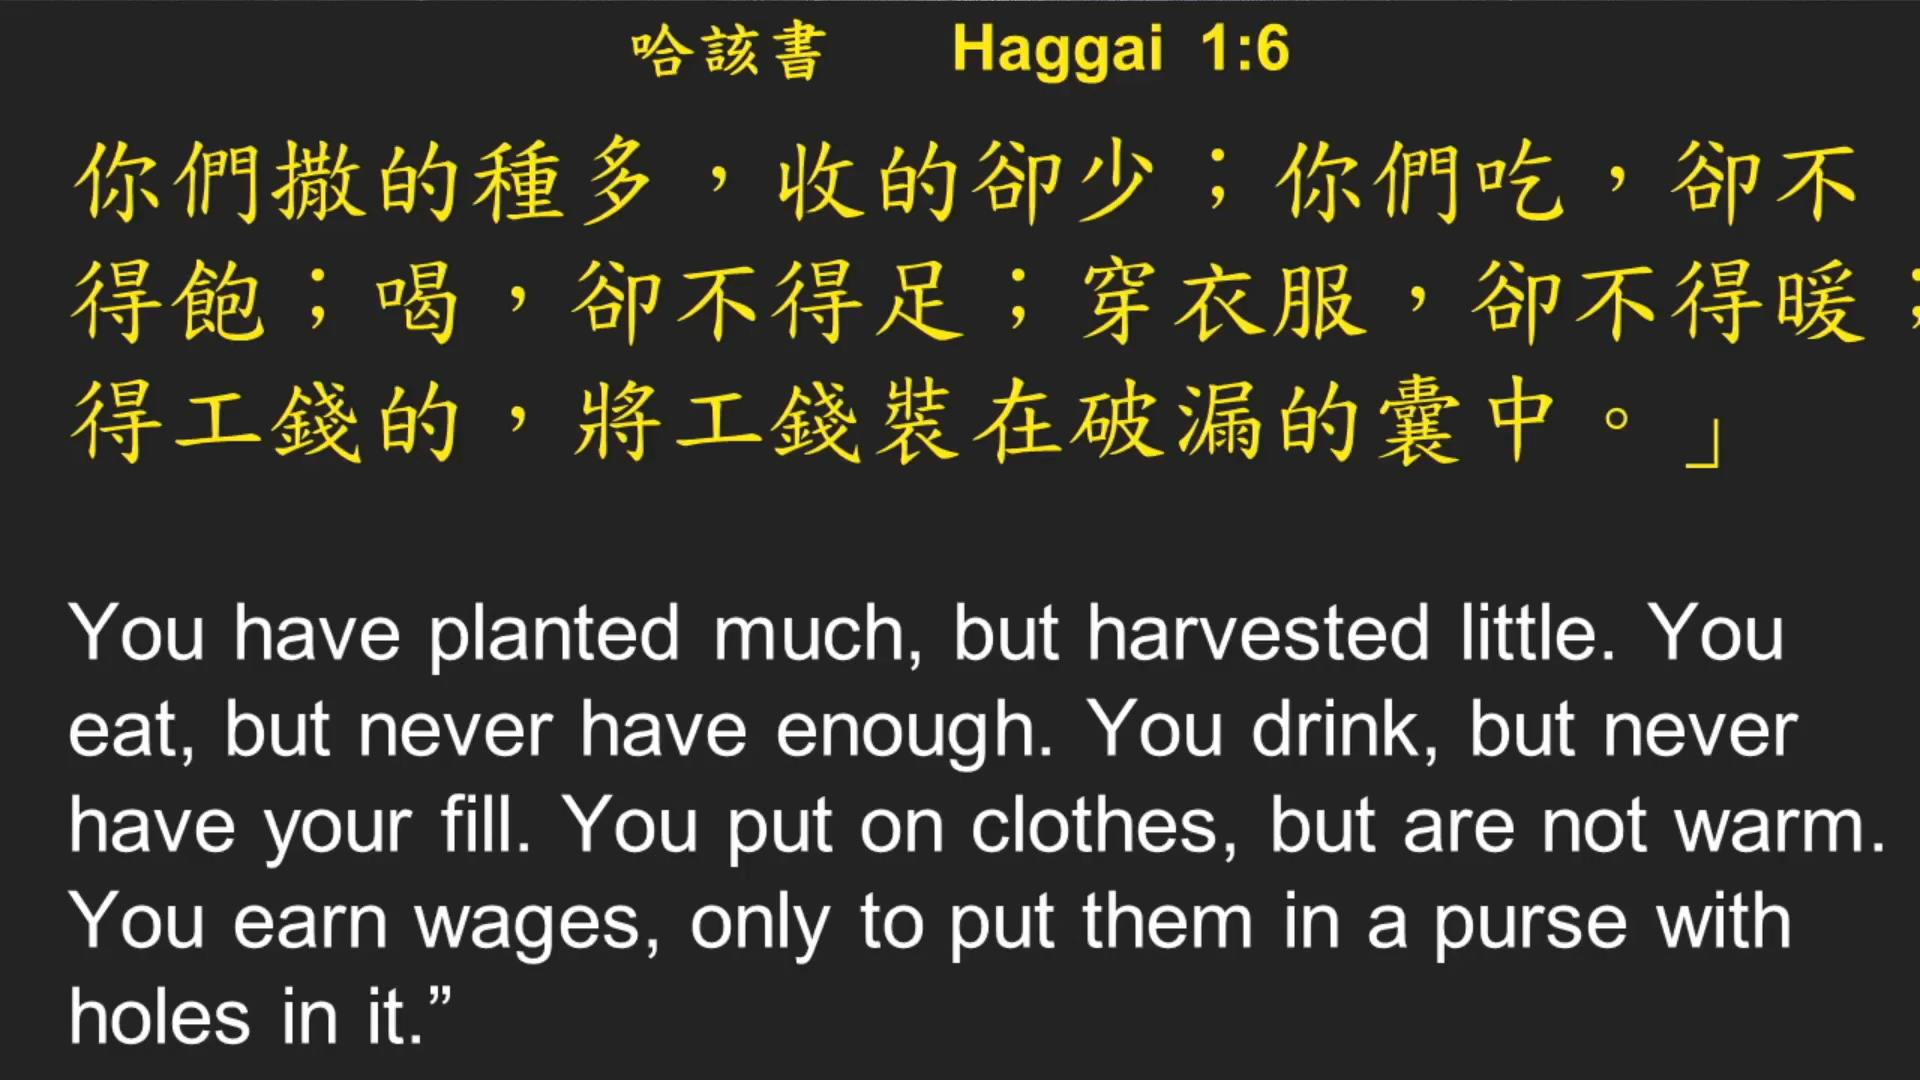 哈該書 Haggai 1:6
你們撒的種多，收的卻少；你們吃，卻不
得飽；喝，卻不得足；穿衣服，卻不得暖；
得工錢的，將工錢裝在破漏的囊中。」
You have planted much, but harvested little. You
eat, but never have enough. You drink, but never
have your fill. You put on clothes, but are not warm.
You earn wages, only to put them in a purse with
holes in it.”